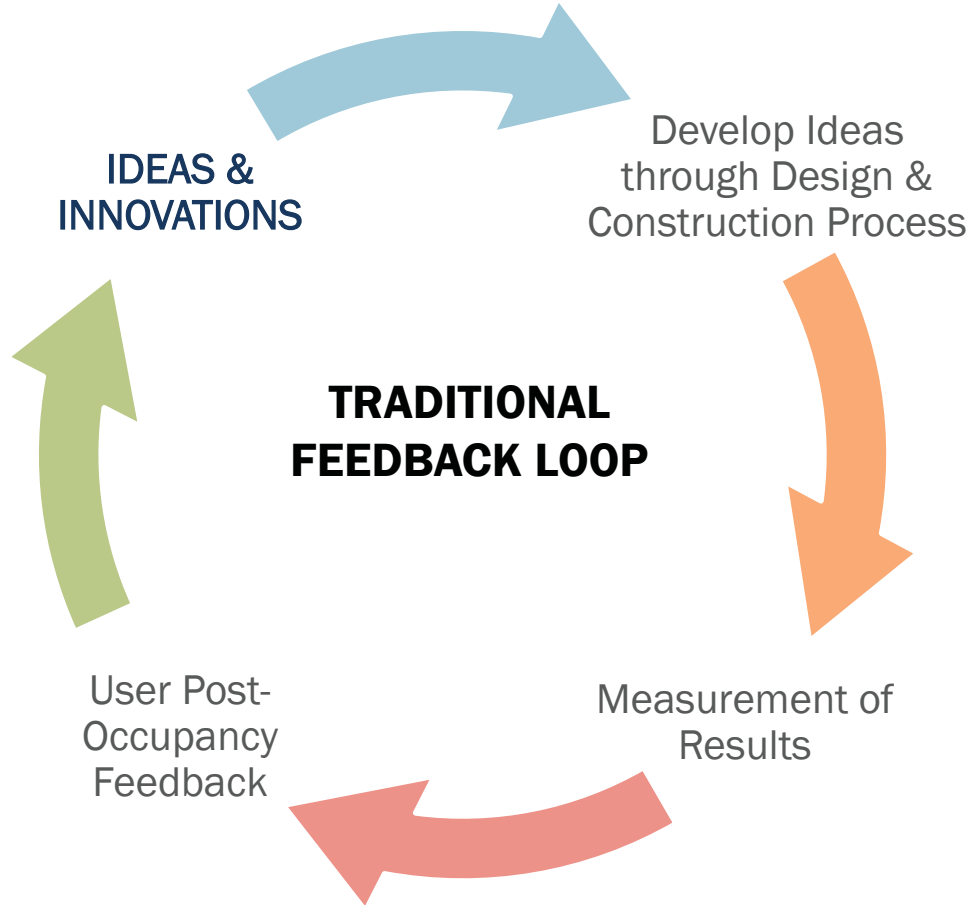 IDEAS &
INNOVATIONS
Develop Ideas
through Design &
Construction Process
TRADITIONAL
FEEDBACK LOOP
Measurement of
Results
User Post-
Occupancy
Feedback